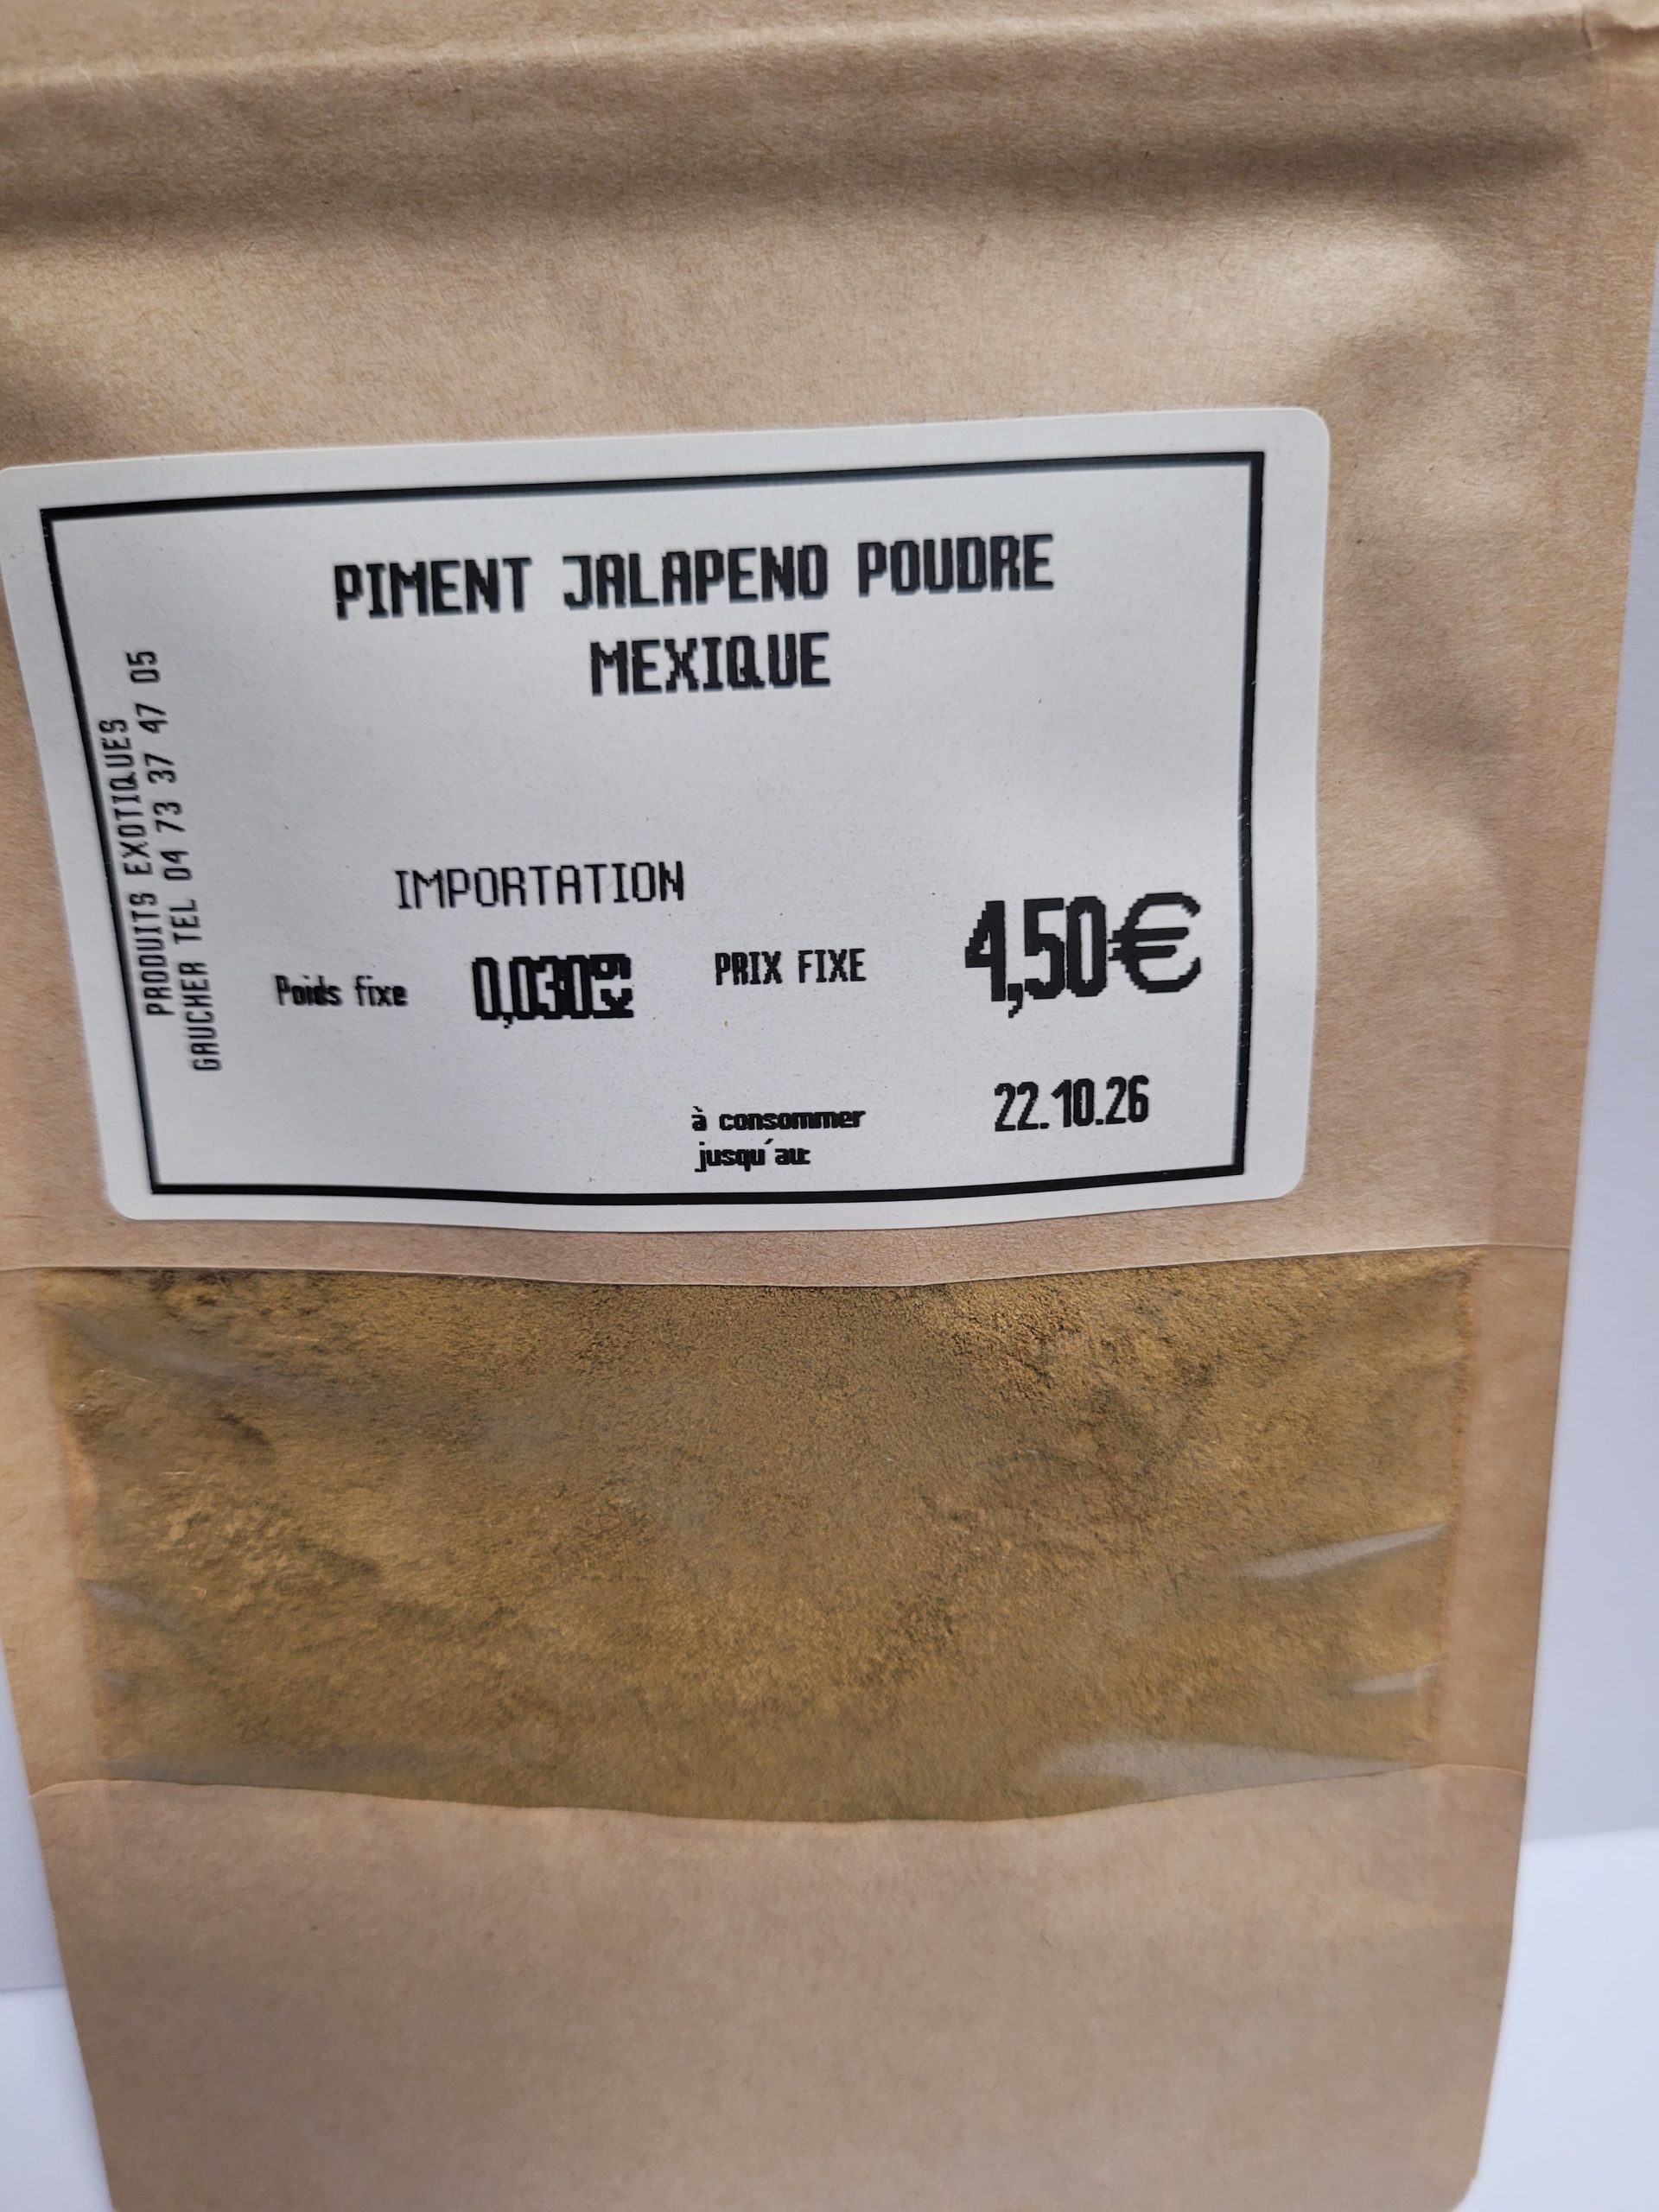 PIMENT JALAPENO POUDRE
MEXIQUE
PRODUITS EXOTIQUES
GAUCHER TEL 04 73 37 47 05
IMPORTATION
Poids fixe 0,030kg PRIX FIXE 4,50€
à consommer 22.10.26
jusqu'au: